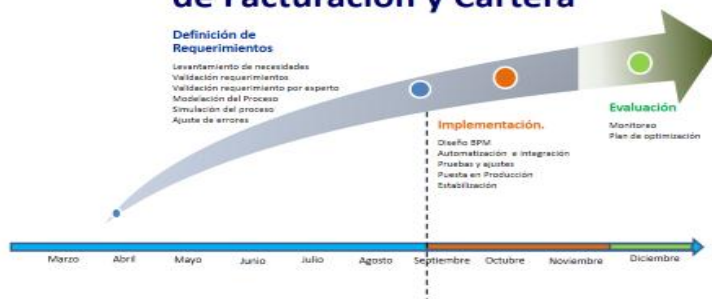 de Facturación y Cartera
Definición de
Requerimientos
Levantamiento de necesidades
Validación requerimientos
Validación requerimiento por experto
Modelación del Proceso
Simulación del proceso
Ajuste de errores
Implementación.
Diseño BPM
Automatización e integración
Pruebas y ajustes
Puesta en Producción
Estabilización
Evaluación
Monitoreo
Plan de optimización
Marzo Abril Mayo Junio Julio Agosto Septiembre Octubre Noviembre Diciembre